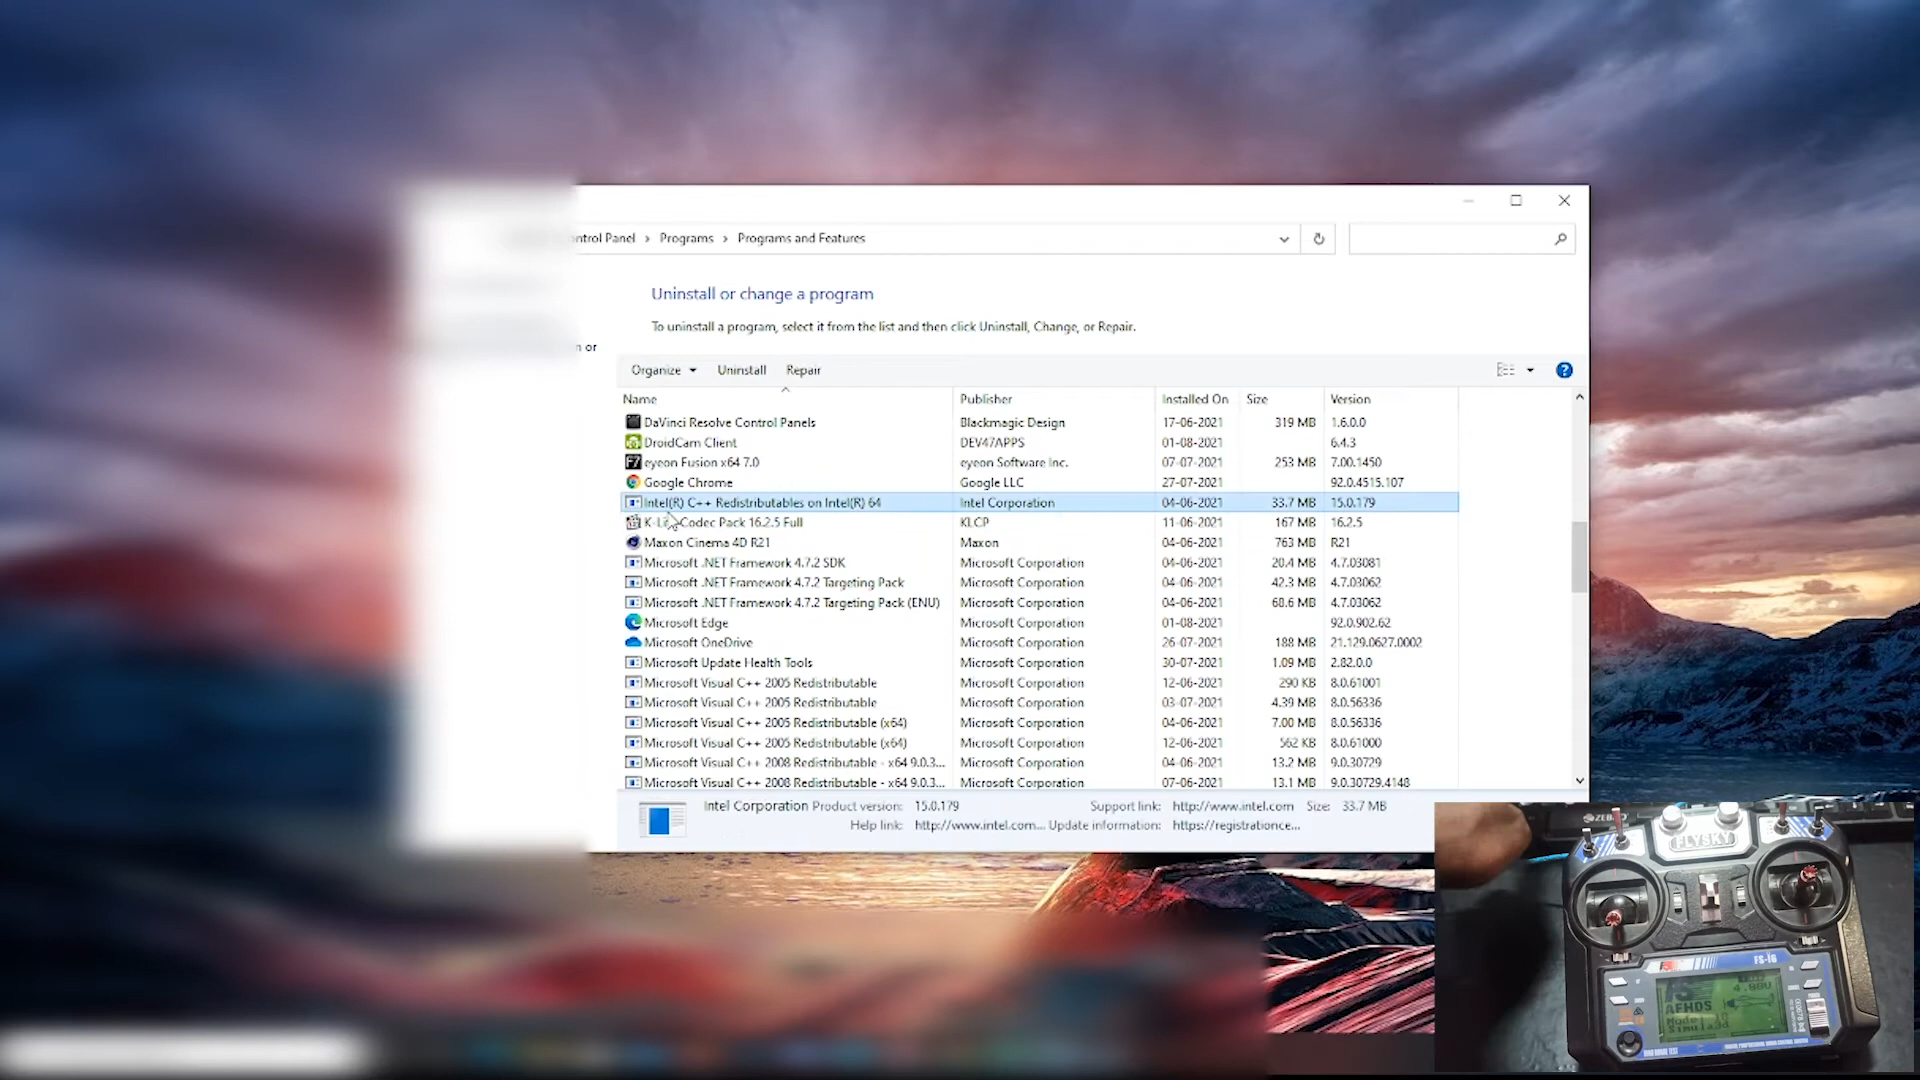 ontrol Panel > Programs > Programs and Features
Uninstall or change a program
To uninstall a program, select it from the list and then click Uninstall, Change, or Repair.
n or
Organize Uninstall Repair
Name Publisher Installed On Size Version
DaVinci Resolve Control Panels Blackmagic Design 17-06-2021 319 MB 1.6.0.0
DroidCam Client DEV47APPS 01-08-2021 6.4.3
eyeon Fusion x64 7.0 eyeon Software Inc. 07-07-2021 253 MB 7.00.1450
Google Chrome Google LLC 27-07-2021 92.0.4515.107
Intel(R) C++ Redistributables on Intel(R) 64 Intel Corporation 04-06-2021 33.7 MB 15.0.179
Codec Pack 16.2.5 Full KLCP 11-06-2021 167 MB 16.2.5
Maxon Cinema 4D R21 Maxon 04-06-2021 763 MB R21
Microsoft .NET Framework 4.7.2 SDK Microsoft Corporation 04-06-2021 20.4 MB 4.7.03081
Microsoft .NET Framework 4.7.2 Targeting Pack Microsoft Corporation 04-06-2021 42.3 MB 4.7.03062
Microsoft .NET Framework 4.7.2 Targeting Pack (ENU) Microsoft Corporation 04-06-2021 68.6 MB 4.7.03062
Microsoft Edge Microsoft Corporation 01-08-2021 92.0.902.62
Microsoft OneDrive Microsoft Corporation 26-07-2021 188 MB 21.129.0627.0002
Microsoft Update Health Tools Microsoft Corporation 30-07-2021 1.09 MB 2.82.0.0
Microsoft Visual C++ 2005 Redistributable Microsoft Corporation 12-06-2021 290 KB 8.0.61001
Microsoft Visual C++ 2005 Redistributable Microsoft Corporation 03-07-2021 4.39 MB 8.0.56336
Microsoft Visual C++ 2005 Redistributable (x64) Microsoft Corporation 04-06-2021 7.00 MB 8.0.56336
Microsoft Visual C++ 2005 Redistributable (x64) Microsoft Corporation 12-06-2021 562 KB 8.0.61000
Microsoft Visual C++ 2008 Redistributable - x64 9.0.3... Microsoft Corporation 04-06-2021 13.2 MB 9.0.30729
Microsoft Visual C++ 2008 Redistributable - x64 9.0.3... Microsoft Corporation 07-06-2021 13.1 MB 9.0.30729.4148
Intel Corporation Product version: 15.0.179 Support link: http://www.intel.com Size: 33.7 MB
Help link: http://www.intel.com... Update information: https://registrationce...
FLYSKY
FS-i6
4.80V
AFHDS